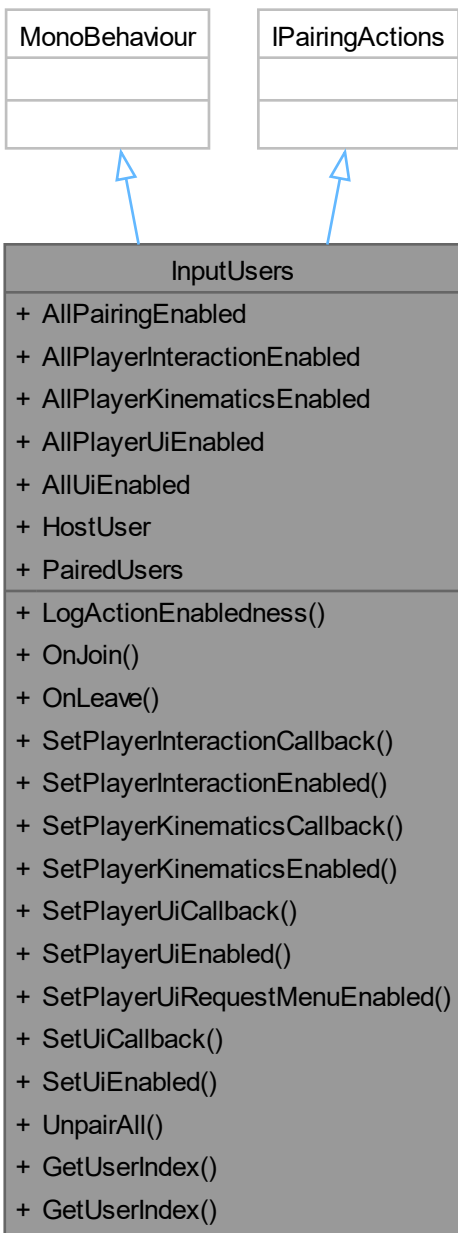 MonoBehaviour
IPairingActions
InputUsers
+ AllPairingEnabled
+ AllPlayerInteractionEnabled
+ AllPlayerKinematicsEnabled
+ AllPlayerUiEnabled
+ AllUiEnabled
+ HostUser
+ PairedUsers
+ LogActionEnabledness()
+ OnJoin()
+ OnLeave()
+ SetPlayerInteractionCallback()
+ SetPlayerInteractionEnabled()
+ SetPlayerKinematicsCallback()
+ SetPlayerKinematicsEnabled()
+ SetPlayerUiCallback()
+ SetPlayerUiEnabled()
+ SetPlayerUiRequestMenuEnabled()
+ SetUiCallback()
+ SetUiEnabled()
+ UnpairAll()
+ GetUserIndex()
+ GetUserIndex()